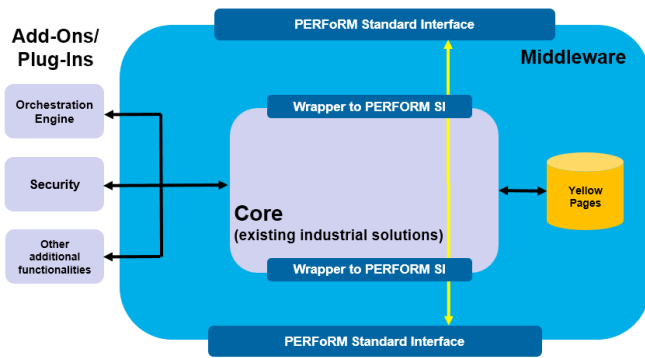 PERFoRM Standard Interface
Add-Ons/
Plug-Ins
Middleware
Orchestration
Engine
Wrapper to PERFORM SI
Security
Yellow
Pages
Core
(existing industrial solutions)
Other
additional
functionalities
Wrapper to PERFORM SI
PERFoRM Standard Interface